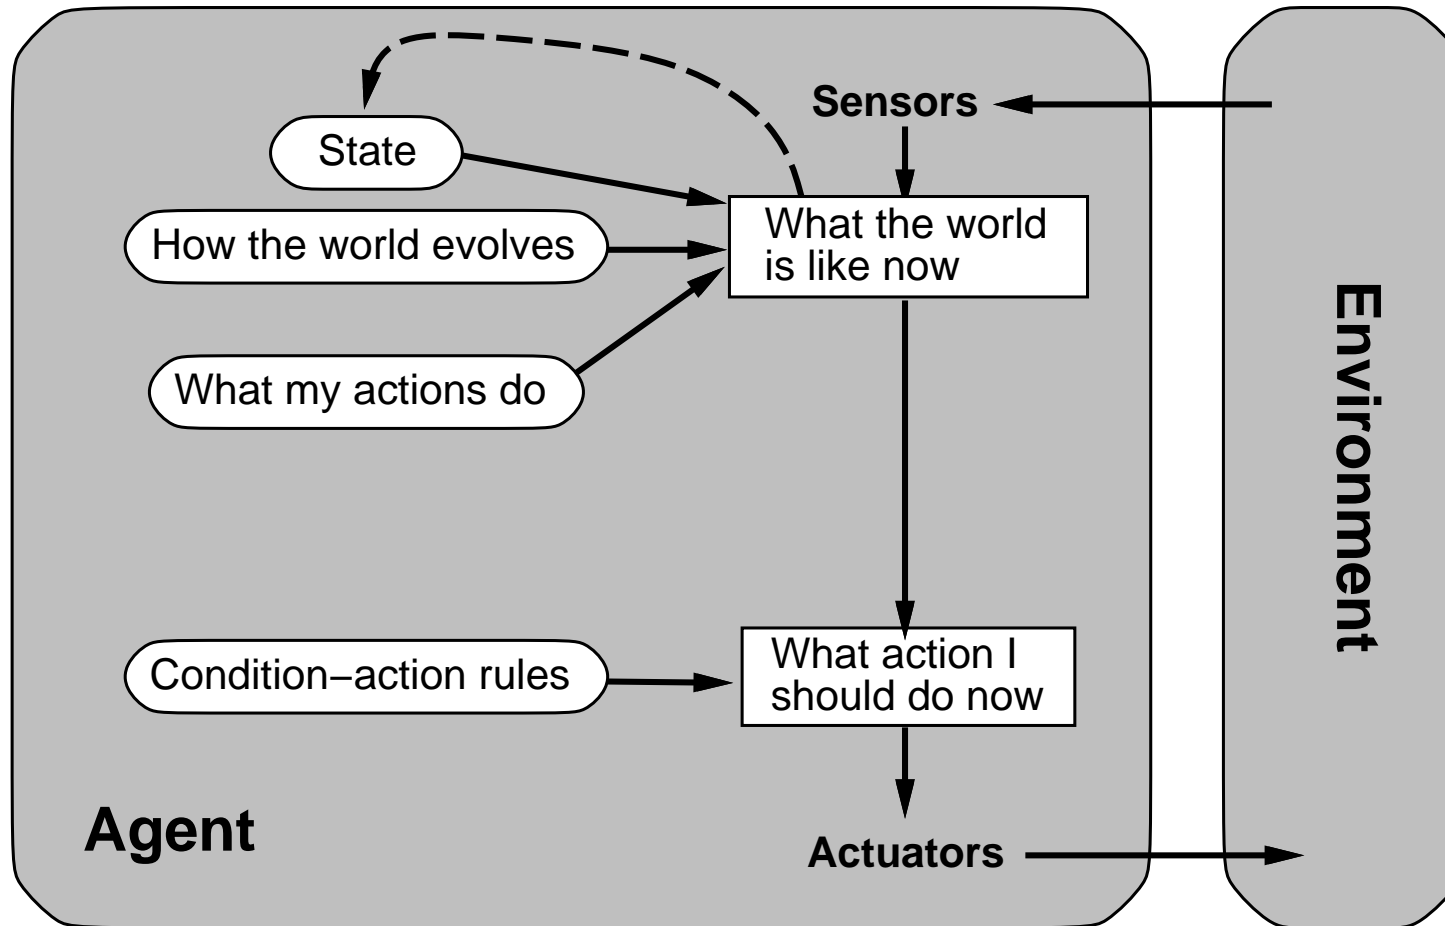 Sensors
State
What the world
is like now
How the world evolves
What my actions do
Environment
Condition–action rules
What action I
should do now
Agent
Actuators